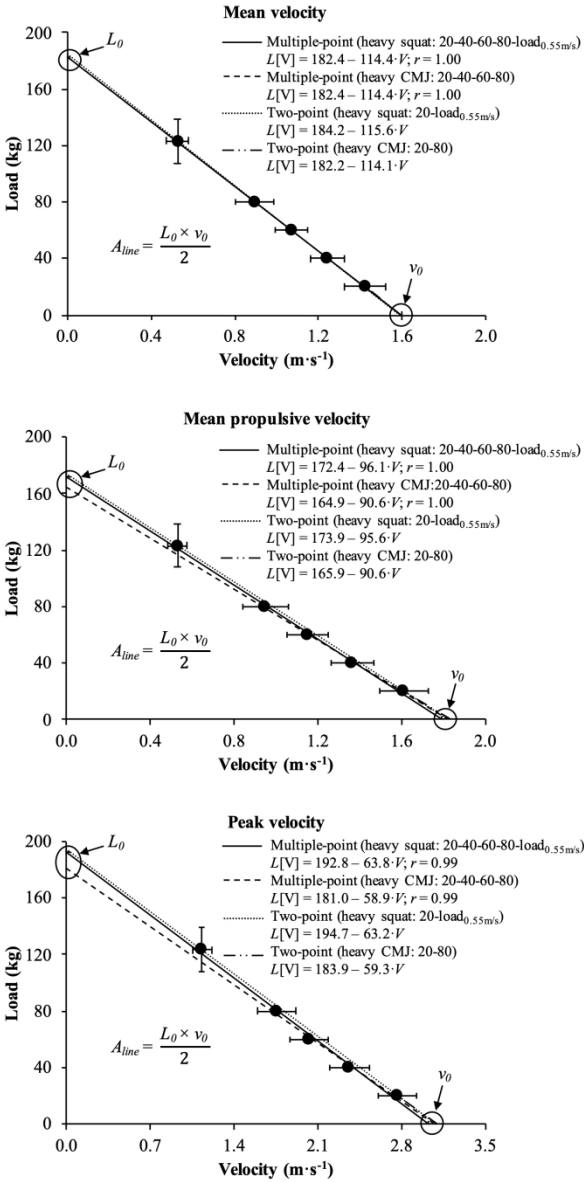 Mean velocity
200
160
120
80
40
0
Load (kg)
L0
Multiple-point (heavy squat: 20-40-60-80-load0.55m/s)
L[V] = 182.4 – 114.4·V; r = 1.00
Multiple-point (heavy CMJ: 20-40-60-80)
L[V] = 182.4 – 114.4·V; r = 1.00
Two-point (heavy squat: 20-load0.55m/s)
L[V] = 184.2 – 115.6·V
Two-point (heavy CMJ: 20-80)
L[V] = 182.2 – 114.1·V
Aline = L0 × v0
2
v0
0.0 0.4 0.8 1.2 1.6 2.0
Velocity (m·s-1)
Mean propulsive velocity
200
160
120
80
40
0
Load (kg)
L0
Multiple-point (heavy squat: 20-40-60-80-load0.55m/s)
L[V] = 172.4 – 96.1·V; r = 1.00
Multiple-point (heavy CMJ:20-40-60-80)
L[V] = 164.9 – 90.6·V; r = 1.00
Two-point (heavy squat: 20-load0.55m/s)
L[V] = 173.9 – 95.6·V
Two-point (heavy CMJ: 20-80)
L[V] = 165.9 – 90.6·V
Aline = L0 × v0
2
v0
0.0 0.4 0.8 1.2 1.6 2.0
Velocity (m·s-1)
Peak velocity
200
160
120
80
40
0
Load (kg)
L0
Multiple-point (heavy squat: 20-40-60-80-load0.55m/s)
L[V] = 192.8 – 63.8·V; r = 0.99
Multiple-point (heavy CMJ: 20-40-60-80)
L[V] = 181.0 – 58.9·V; r = 0.99
Two-point (heavy squat: 20-load0.55m/s)
L[V] = 194.7 – 63.2·V
Two-point (heavy CMJ: 20-80)
L[V] = 183.9 – 59.3·V
Aline = L0 × v0
2
v0
0.0 0.7 1.4 2.1 2.8 3.5
Velocity (m·s-1)